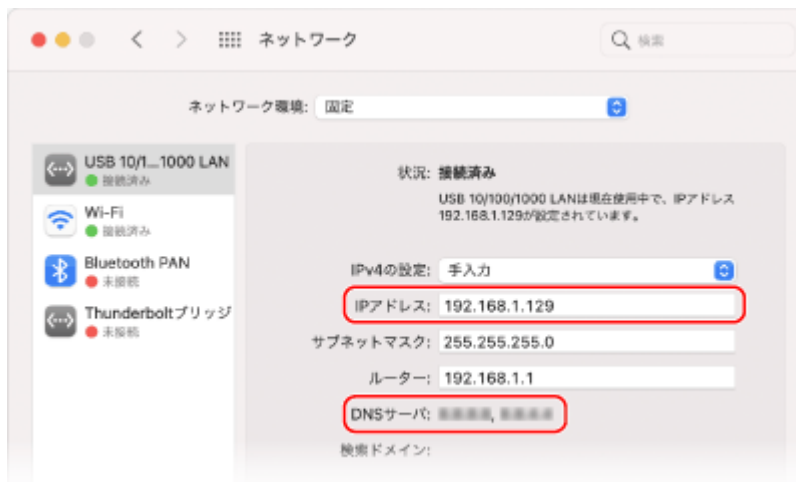 ネットワーク
検索
ネットワーク環境: 固定
USB 10/1...1000 LAN
接続済み
Wi-Fi
接続済み
Bluetooth PAN
未接続
Thunderboltブリッジ
未接続
状況: 接続済み
USB 10/100/1000 LANは現在使用中で、IPアドレス
192.168.1.129が設定されています。
IPv4の設定: 手入力
IPアドレス: 192.168.1.129
サブネットマスク: 255.255.255.0
ルーター: 192.168.1.1
DNSサーバ:
検索ドメイン: